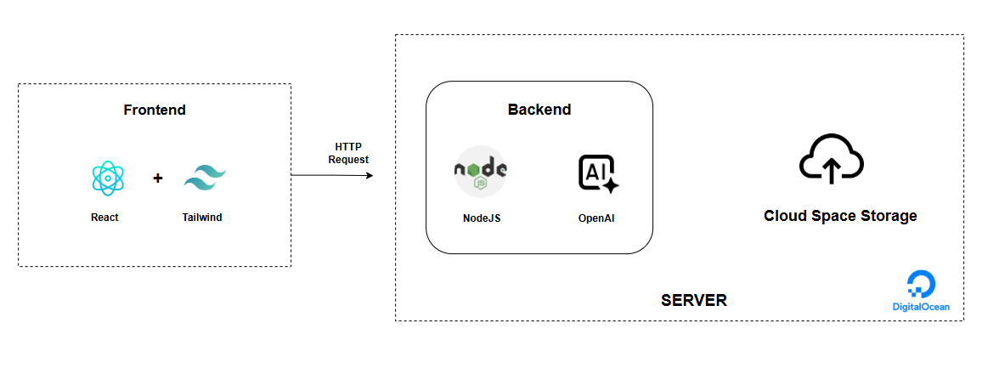 Frontend
React
+
Tailwind
HTTP
Request
Backend
node
JS
NodeJS
AI
OpenAI
Cloud Space Storage
SERVER
DigitalOcean